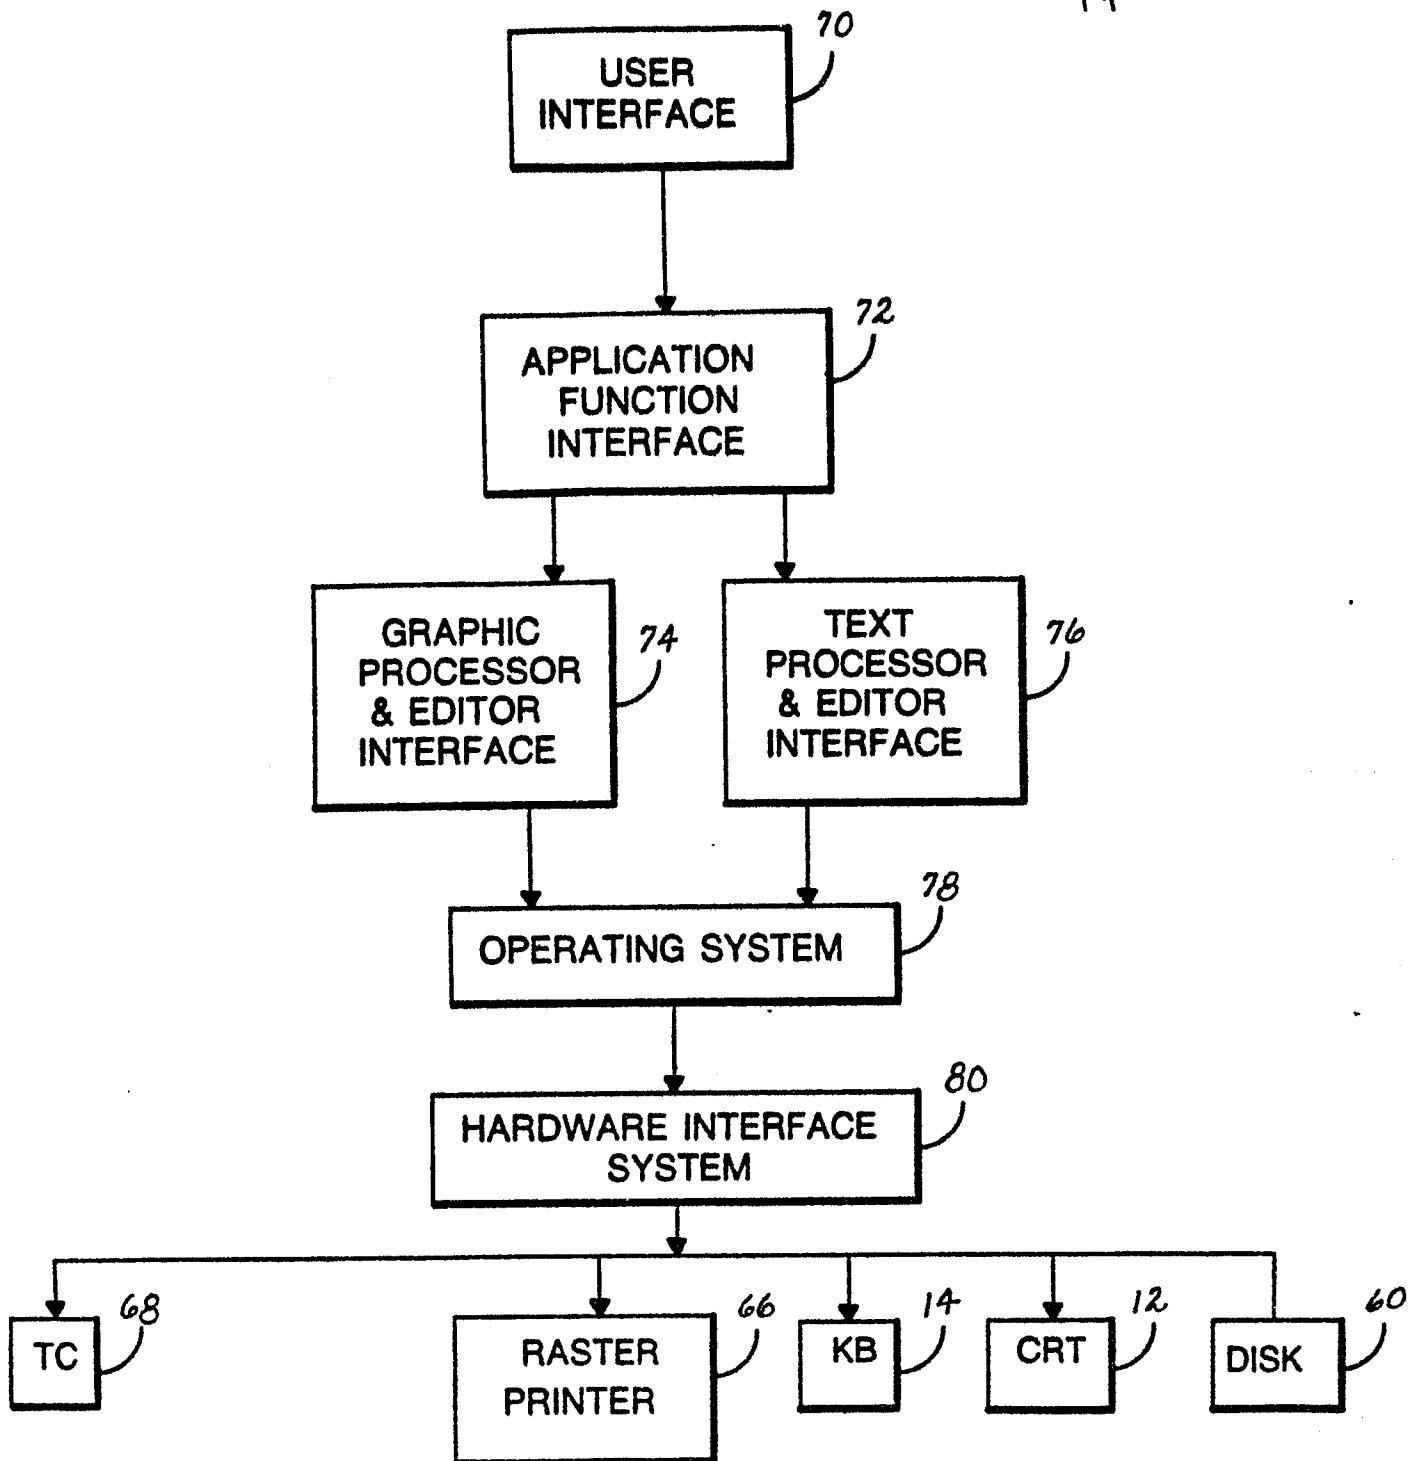 70
USER
INTERFACE
72
APPLICATION
FUNCTION
INTERFACE
74
GRAPHIC
PROCESSOR
& EDITOR
INTERFACE
76
TEXT
PROCESSOR
& EDITOR
INTERFACE
78
OPERATING SYSTEM
80
HARDWARE INTERFACE
SYSTEM
68
TC
66
RASTER
PRINTER
14
KB
12
CRT
60
DISK